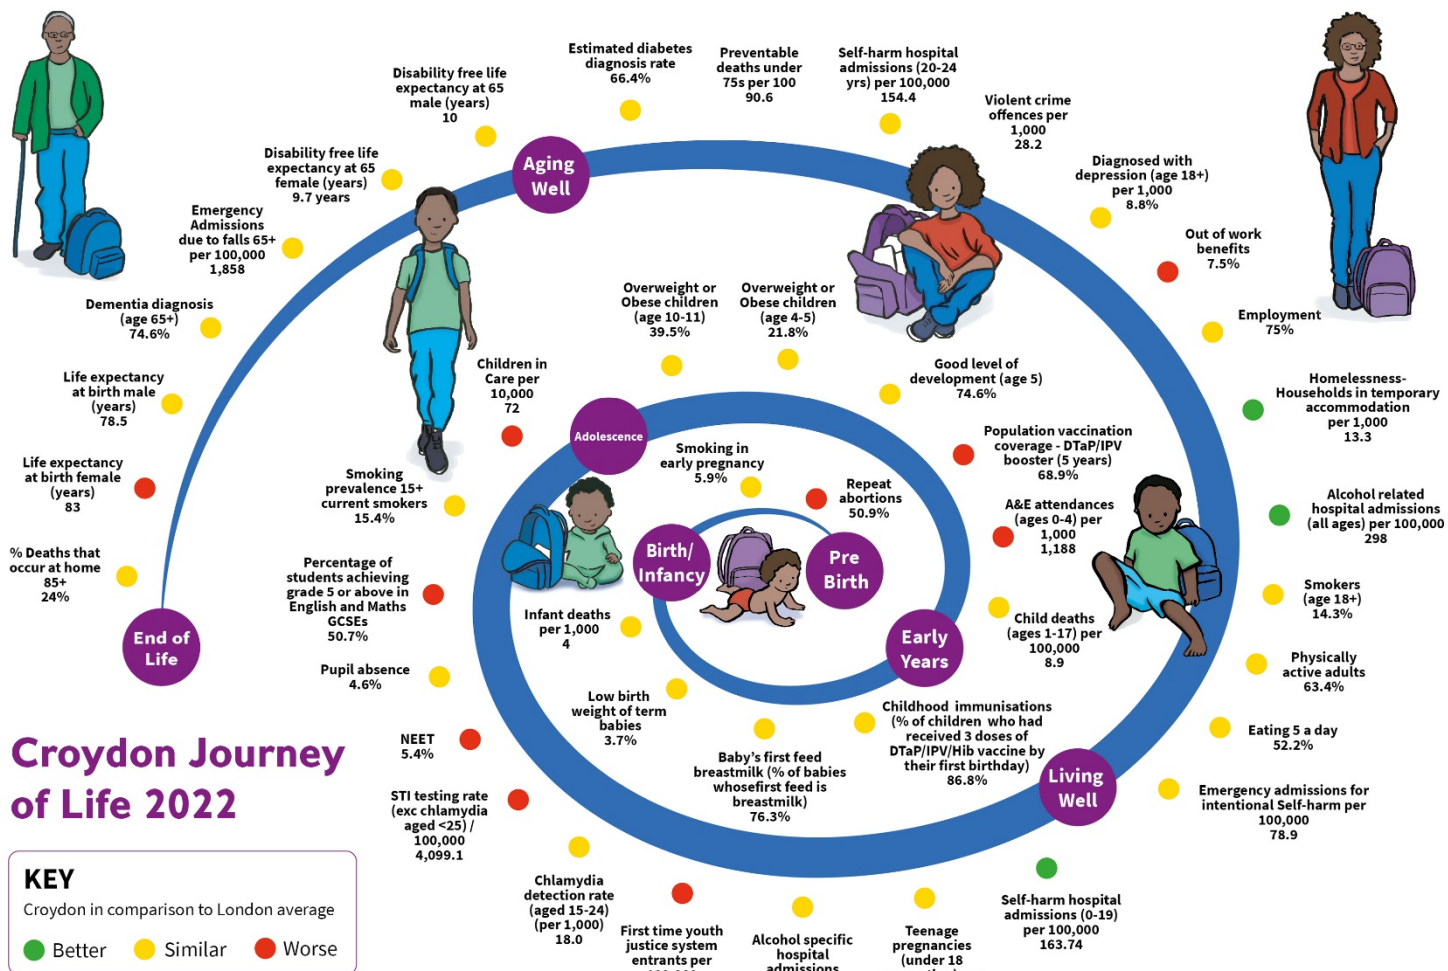 Estimated diabetes
diagnosis rate
66.4%
Preventable
deaths under
75s per 100
90.6
Self-harm hospital
admissions (20-24
yrs) per 100,000
154.4
Disability free life
expectancy at 65
male (years)
10
Violent crime
offences per
1,000
28.2
Aging
Well
Disability free life
expectancy at 65
female (years)
9.7 years
Diagnosed with
depression (age 18+)
per 1,000
8.8%
Emergency
Admissions
due to falls 65+
per 100,000
1,858
Out of work
benefits
7.5%
Dementia diagnosis
(age 65+)
74.6%
Overweight or
Obese children
(age 10-11)
39.5%
Overweight or
Obese children
(age 4-5)
21.8%
Employment
75%
Life expectancy
at birth male
(years)
78.5
Children in
Care per
10,000
72
Good level of
development (age 5)
74.6%
Homelessness-
Households in temporary
accommodation
per 1,000
13.3
Adolescence
Smoking in
early pregnancy
5.9%
Population vaccination
coverage - DTaP/IPV
booster (5 years)
68.9%
Life expectancy
at birth female
(years)
83
Smoking
prevalence 15+
current smokers
15.4%
Repeat
abortions
50.9%
A&E attendances
(ages 0-4) per
1,000
1,188
Alcohol related
hospital admissions
(all ages) per 100,000
298
% Deaths that
occur at home
85+
24%
Percentage of
students achieving
grade 5 or above in
English and Maths
GCSEs
50.7%
Birth/
Infancy
Pre
Birth
Smokers
(age 18+)
14.3%
End of
Life
Infant deaths
per 1,000
4
Early
Years
Child deaths
(ages 1-17) per
100,000
8.9
Pupil absence
4.6%
Physically
active adults
63.4%
Low birth
weight of term
babies
3.7%
Childhood immunisations
(% of children who had
received 3 doses of
DTaP/IPV/Hib vaccine by
their first birthday)
86.8%
NEET
5.4%
Baby's first feed
breastmilk (% of babies
whosefirst feed is
breastmilk)
76.3%
Living
Well
Eating 5 a day
52.2%
Croydon Journey
of Life 2022
STI testing rate
(exc chlamydia
aged <25) /
100,000
4,099.1
Emergency admissions for
intentional Self-harm per
100,000
78.9
KEY
Croydon in comparison to London average
Better
Similar
Worse
Chlamydia
detection rate
(aged 15-24)
(per 1,000)
18.0
First time youth
justice system
entrants per
Alcohol specific
hospital
admissions
Teenage
pregnancies
(under 18
Self-harm hospital
admissions (0-19)
per 100,000
163.74